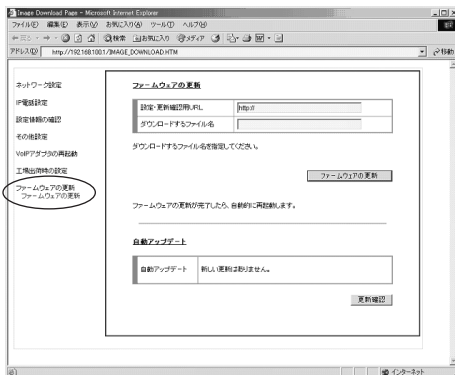 Image Download Page - Microsoft Internet Explorer
ファイル(F) 編集(E) 表示(V) お気に入り(A) ツール(T) ヘルプ(H)
戻る 検索 お気に入り メディア
アドレス(D) http://192.168.100.1/IMAGE_DOWNLOAD.HTM 移動
ネットワーク設定
IP電話設定
設定情報の確認
その他設定
VoIPアダプタの再起動
工場出荷時の設定
ファームウェアの更新
ファームウェアの更新
ファームウェアの更新
設定・更新確認用URL http://
ダウンロードするファイル名
ダウンロードするファイル名を指定してください。
ファームウェアの更新
ファームウェアの更新が完了したら、自動的に再起動します。
自動アップデート
自動アップデート 新しい更新はありません。
更新確認
インターネット